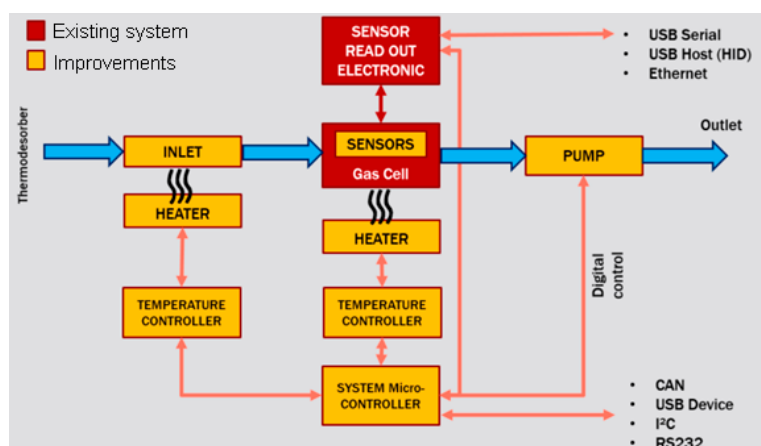 Existing system
Improvements
SENSOR
READ OUT
ELECTRONIC
• USB Serial
• USB Host (HID)
• Ethernet
Thermodesorber
INLET
SENSORS
Gas Cell
PUMP
Outlet
HEATER
HEATER
Digital
control
TEMPERATURE
CONTROLLER
TEMPERATURE
CONTROLLER
SYSTEM Micro-
CONTROLLER
• CAN
• USB Device
• I²C
• RS232